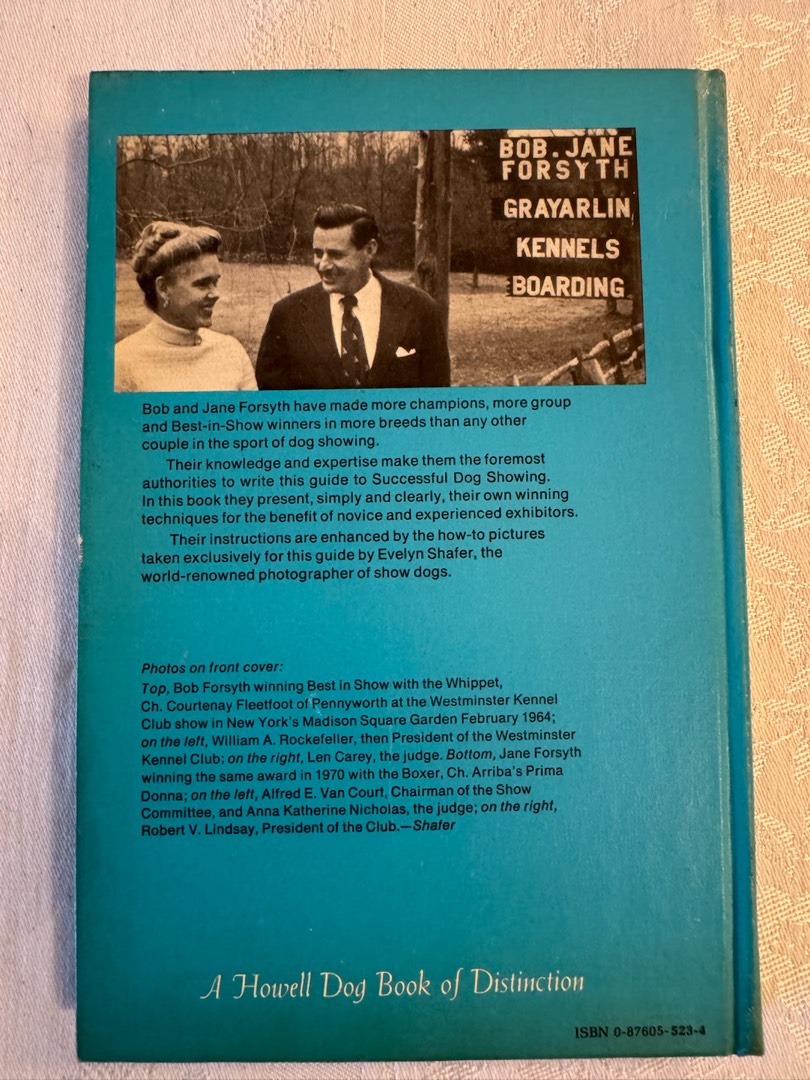 BOB. JANE
FORSYTH
GRAYARLIN
KENNELS
BOARDING
Bob and Jane Forsyth have made more champions, more group
and Best-in-Show winners in more breeds than any other
couple in the sport of dog showing.
Their knowledge and expertise make them the foremost
authorities to write this guide to Successful Dog Showing.
In this book they present, simply and clearly, their own winning
techniques for the benefit of novice and experienced exhibitors.
Their instructions are enhanced by the how-to pictures
taken exclusively for this guide by Evelyn Shafer, the
world-renowned photographer of show dogs.
Photos on front cover:
Top, Bob Forsyth winning Best in Show with the Whippet,
Ch. Courtenay Fleetfoot of Pennyworth at the Westminster Kennel
Club show in New York's Madison Square Garden February 1964;
on the left, William A. Rockefeller, then President of the Westminster
Kennel Club; on the right, Len Carey, the judge. Bottom, Jane Forsyth
winning the same award in 1970 with the Boxer, Ch. Arriba's Prima
Donna; on the left, Alfred E. Van Court, Chairman of the Show
Committee, and Anna Katherine Nicholas, the judge; on the right,
Robert V. Lindsay, President of the Club.—Shafer
A Howell Dog Book of Distinction
ISBN 0-87605-523-4